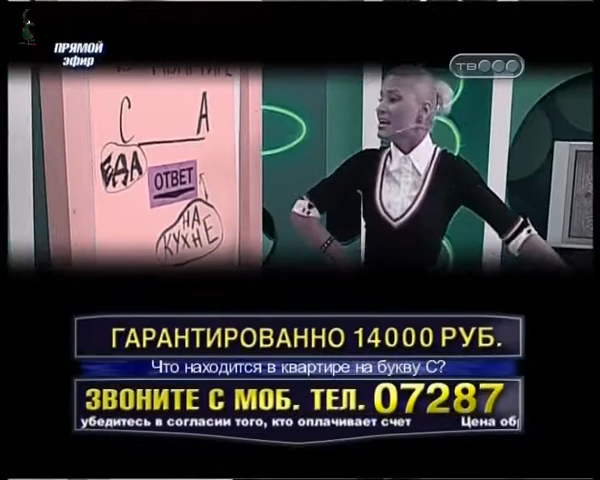 ПРЯМОЙ
эфир
ТВ
С А
ЕДА
ОТВЕТ
НА
КУХНЕ
ГАРАНТИРОВАННО 14000 РУБ.
Что находится в квартире на букву С?
ЗВОНИТЕ С МОБ. ТЕЛ. 07287
убедитесь в согласии того, кто оплачивает счет Цена об